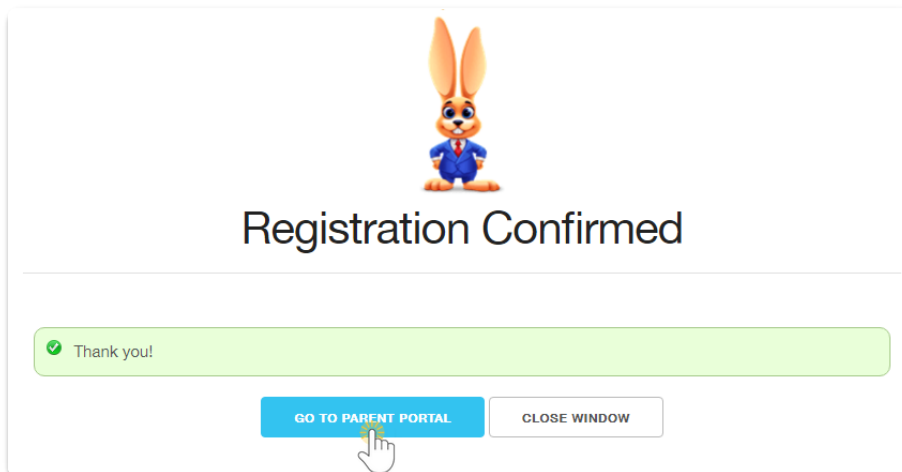 Registration Confirmed
Thank you!
GO TO PARENT PORTAL
CLOSE WINDOW